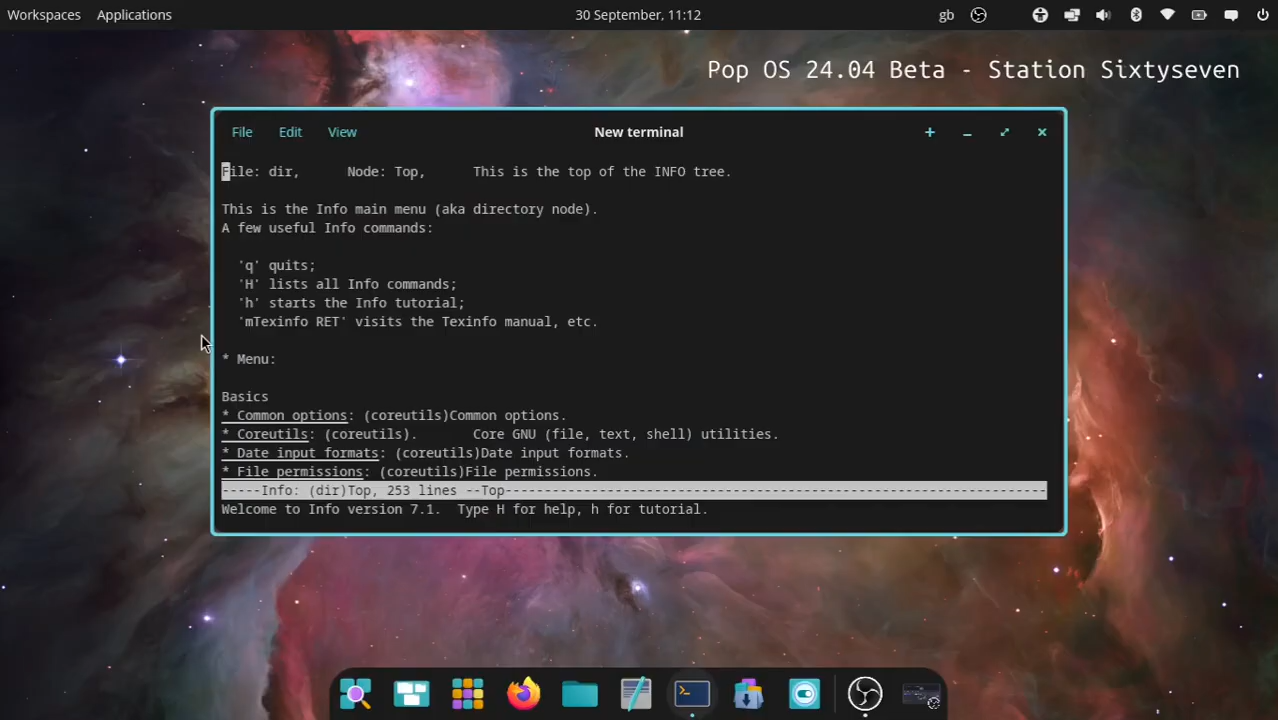 Workspaces Applications 30 September, 11:12 gb
Pop OS 24.04 Beta - Station Sixtyseven
File Edit View New terminal
File: dir,      Node: Top,      This is the top of the INFO tree.
This is the Info main menu (aka directory node).
A few useful Info commands:
'q' quits;
'H' lists all Info commands;
'h' starts the Info tutorial;
'mTexinfo RET' visits the Texinfo manual, etc.
* Menu:
Basics
* Common options: (coreutils)Common options.
* Coreutils: (coreutils).       Core GNU (file, text, shell) utilities.
* Date input formats: (coreutils)Date input formats.
* File permissions: (coreutils)File permissions.
-----Info: (dir)Top, 253 lines --Top---------------------------------------------------------------------
Welcome to Info version 7.1.  Type H for help, h for tutorial.